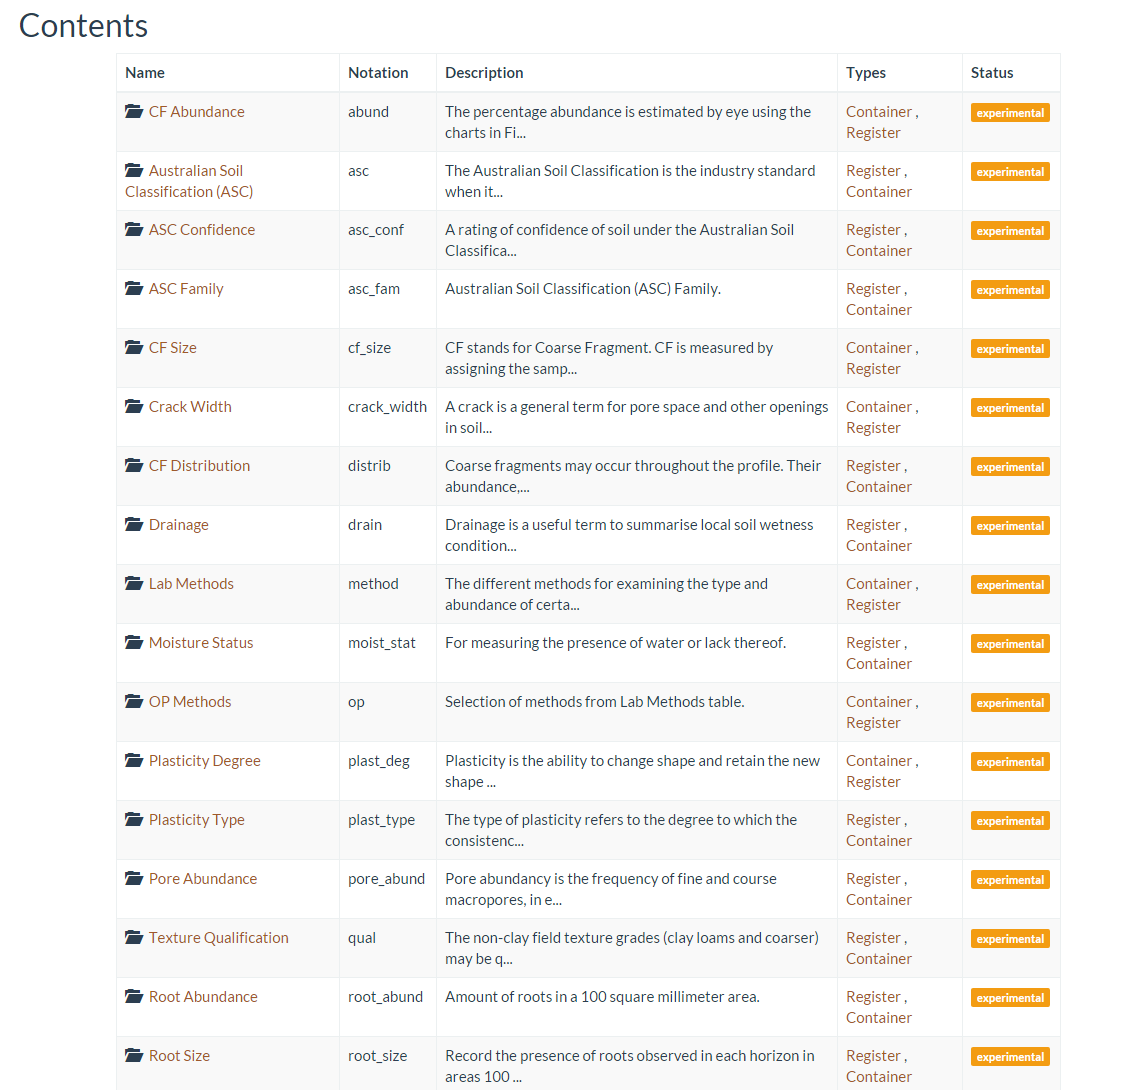 Contents
Name Notation Description Types Status
CF Abundance abund The percentage abundance is estimated by eye using the Container , experimental
charts in Fi... Register
Australian Soil asc The Australian Soil Classification is the industry standard Register , experimental
Classification (ASC) when it... Container
ASC Confidence asc_conf A rating of confidence of soil under the Australian Soil Register , experimental
Classifica... Container
ASC Family asc_fam Australian Soil Classification (ASC) Family. Register , experimental
Container
CF Size cf_size CF stands for Coarse Fragment. CF is measured by Container , experimental
assigning the samp... Register
Crack Width crack_width A crack is a general term for pore space and other openings Container , experimental
in soil... Register
CF Distribution distrib Coarse fragments may occur throughout the profile. Their Register , experimental
abundance,... Container
Drainage drain Drainage is a useful term to summarise local soil wetness Register , experimental
condition... Container
Lab Methods method The different methods for examining the type and Container , experimental
abundance of certa... Register
Moisture Status moist_stat For measuring the presence of water or lack thereof. Register , experimental
Container
OP Methods op Selection of methods from Lab Methods table. Container , experimental
Register
Plasticity Degree plast_deg Plasticity is the ability to change shape and retain the new Container , experimental
shape ... Register
Plasticity Type plast_type The type of plasticity refers to the degree to which the Register , experimental
consistenc... Container
Pore Abundance pore_abund Pore abundancy is the frequency of fine and course Register , experimental
macropores, in e... Container
Texture Qualification qual The non-clay field texture grades (clay loams and coarser) Register , experimental
may be q... Container
Root Abundance root_abund Amount of roots in a 100 square millimeter area. Register , experimental
Container
Root Size root_size Record the presence of roots observed in each horizon in Register , experimental
areas 100 ... Container